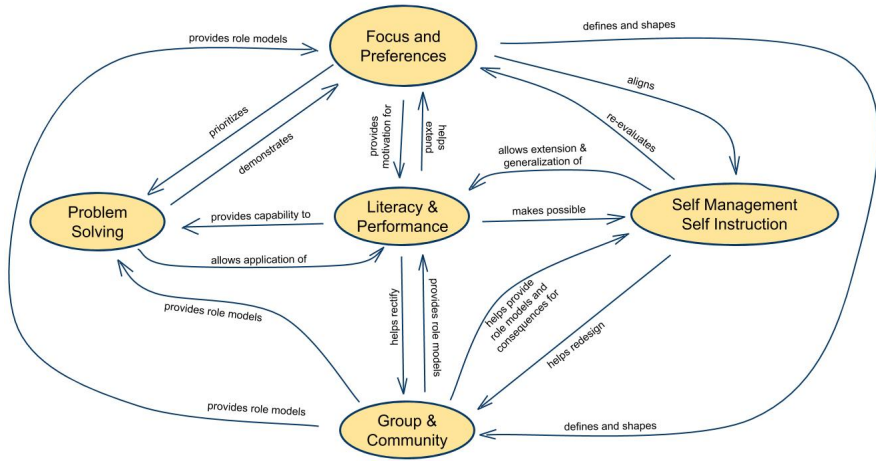 provides role models
Focus and
Preferences
defines and shapes
aligns
prioritizes
demonstrates
provides
motivation for
helps
extend
re-evaluates
allows extension &
generalization of
Problem
Solving
provides capability to
Literacy &
Performance
makes possible
Self Management
Self Instruction
allows application of
provides role models
helps rectify
provides role models
helps provide
role models and
consequences for
helps redesign
provides role models
Group &
Community
defines and shapes